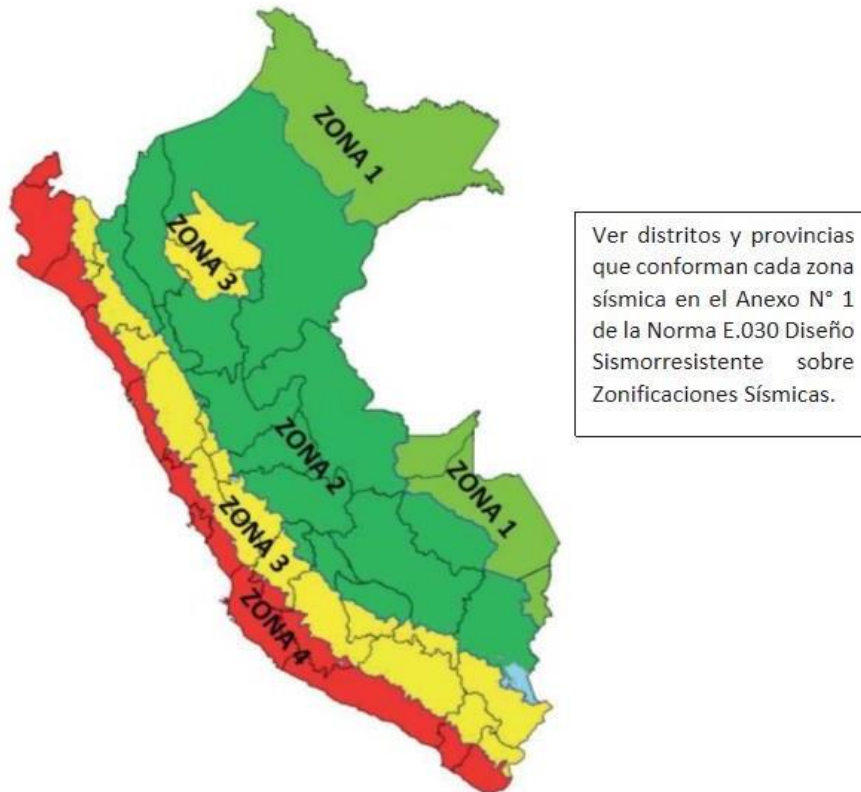 ZONA 1
ZONA 3
ZONA 2
ZONA 1
ZONA 3
ZONA 4
Ver distritos y provincias
que conforman cada zona
sísmica en el Anexo N° 1
de la Norma E.030 Diseño
Sismorresistente sobre
Zonificaciones Sísmicas.